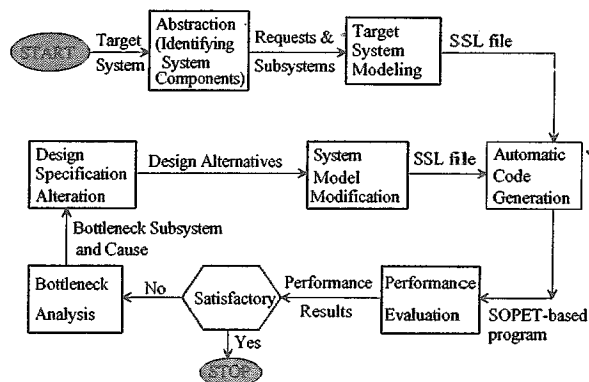 START
Target
System
Abstraction
(Identifying
System
Components)
Requests &
Subsystems
Target
System
Modeling
SSL file
Design
Specification
Alteration
Design Alternatives
System
Model
Modification
SSL file
Automatic
Code
Generation
Bottleneck Subsystem
and Cause
Bottleneck
Analysis
No
Satisfactory
Performance
Results
Performance
Evaluation
SOPET-based
program
Yes
STOP